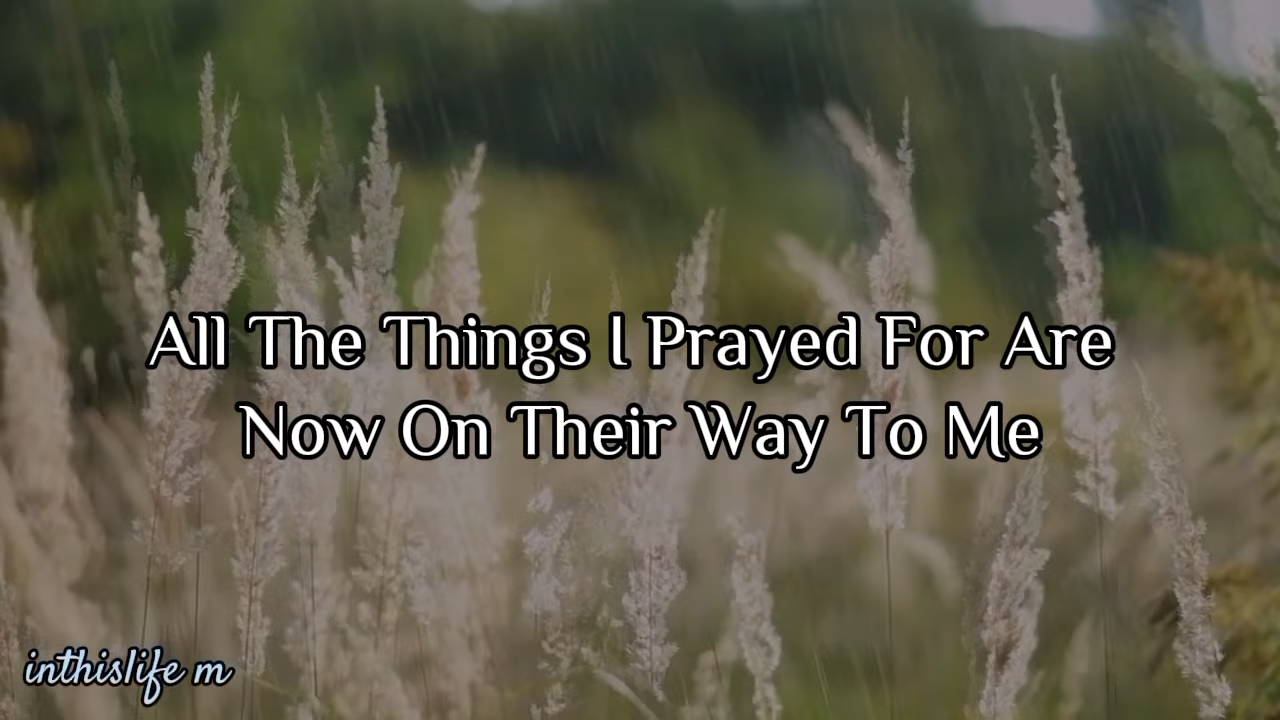 All The Things I Prayed For Are
Now On Their Way To Me
inthislife m